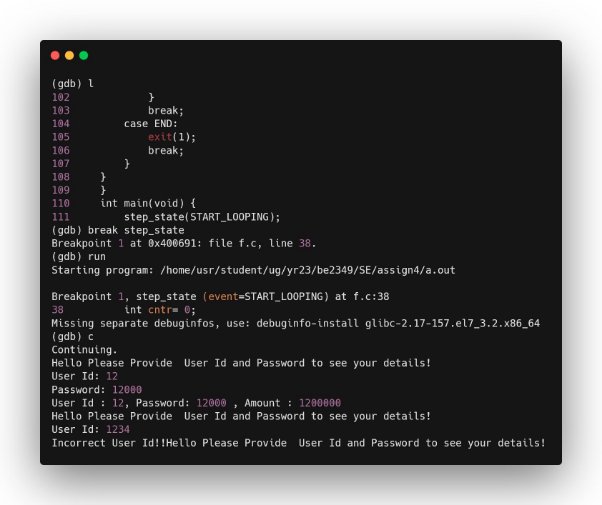 (gdb) l
102             }
103             break;
104         case END:
105             exit(1);
106             break;
107         }
108     }
109     }
110     int main(void) {
111         step_state(START_LOOPING);
(gdb) break step_state
Breakpoint 1 at 0x400691: file f.c, line 38.
(gdb) run
Starting program: /home/usr/student/ug/yr23/be2349/SE/assign4/a.out
Breakpoint 1, step_state (event=START_LOOPING) at f.c:38
38          int cntr= 0;
Missing separate debuginfos, use: debuginfo-install glibc-2.17-157.el7_3.2.x86_64
(gdb) c
Continuing.
Hello Please Provide  User Id and Password to see your details!
User Id: 12
Password: 12000
User Id : 12, Password: 12000 , Amount : 1200000
Hello Please Provide  User Id and Password to see your details!
User Id: 1234
Incorrect User Id!!Hello Please Provide  User Id and Password to see your details!